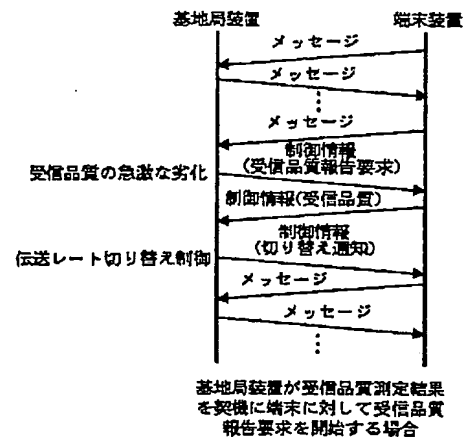 基地局装置 端末装置
メッセージ
メッセージ
メッセージ
制御情報
(受信品質報告要求)
受信品質の急激な劣化
制御情報(受信品質)
制御情報
(切り替え通知)
伝送レート切り替え制御
メッセージ
メッセージ
基地局装置が受信品質測定結果
を契機に端末に対して受信品質
報告要求を開始する場合